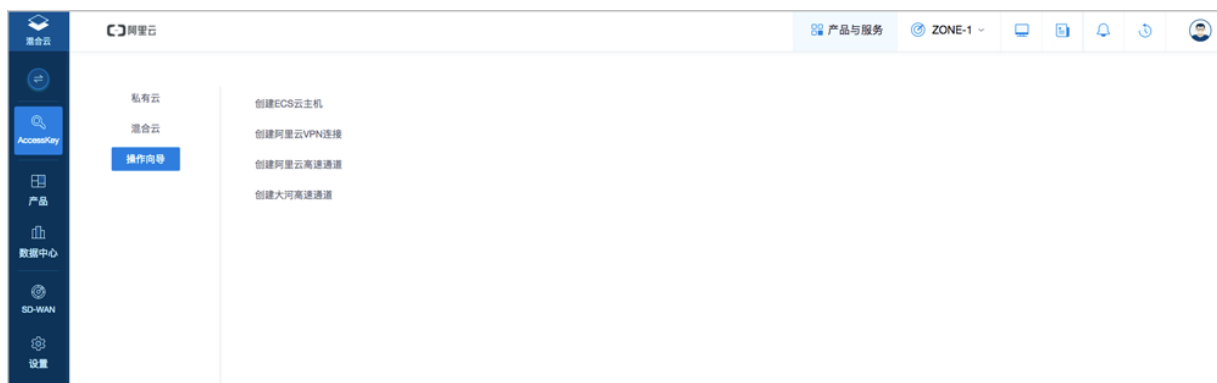 混合云
阿里云
产品与服务
ZONE-1
AccessKey
产品
数据中心
SD-WAN
设置
私有云
混合云
操作向导
创建ECS云主机
创建阿里云VPN连接
创建阿里云高速通道
创建大河高速通道